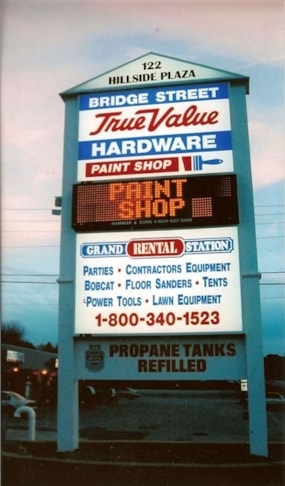 122
HILLSIDE PLAZA
BRIDGE STREET
True Value
HARDWARE
PAINT SHOP
PAINT
SHOP
GRAND RENTAL STATION
PARTIES • CONTRACTORS EQUIPMENT
BOBCAT • FLOOR SANDERS • TENTS
POWER TOOLS • LAWN EQUIPMENT
1-800-340-1523
PROPANE TANKS
REFILLED